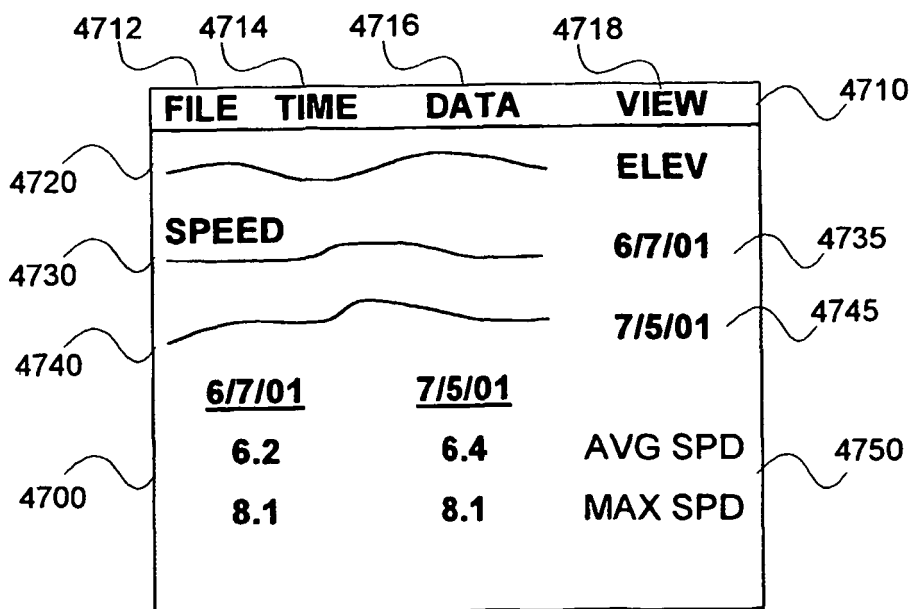 4712 4714 4716 4718
FILE TIME DATA VIEW 4710
4720 ELEV
SPEED
4730 6/7/01 4735
4740 7/5/01 4745
6/7/01 7/5/01
6.2 6.4 AVG SPD 4750
4700 8.1 8.1 MAX SPD